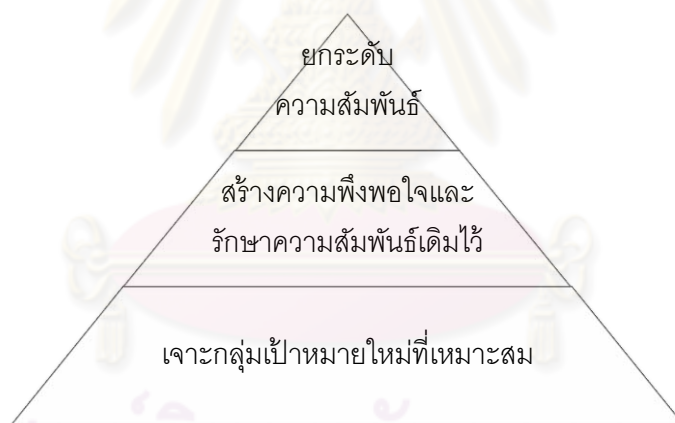 ยกระดับ
ความสัมพันธ์
สร้างความพึงพอใจและ
รักษาความสัมพันธ์เดิมไว้
เจาะกลุ่มเป้าหมายใหม่ที่เหมาะสม